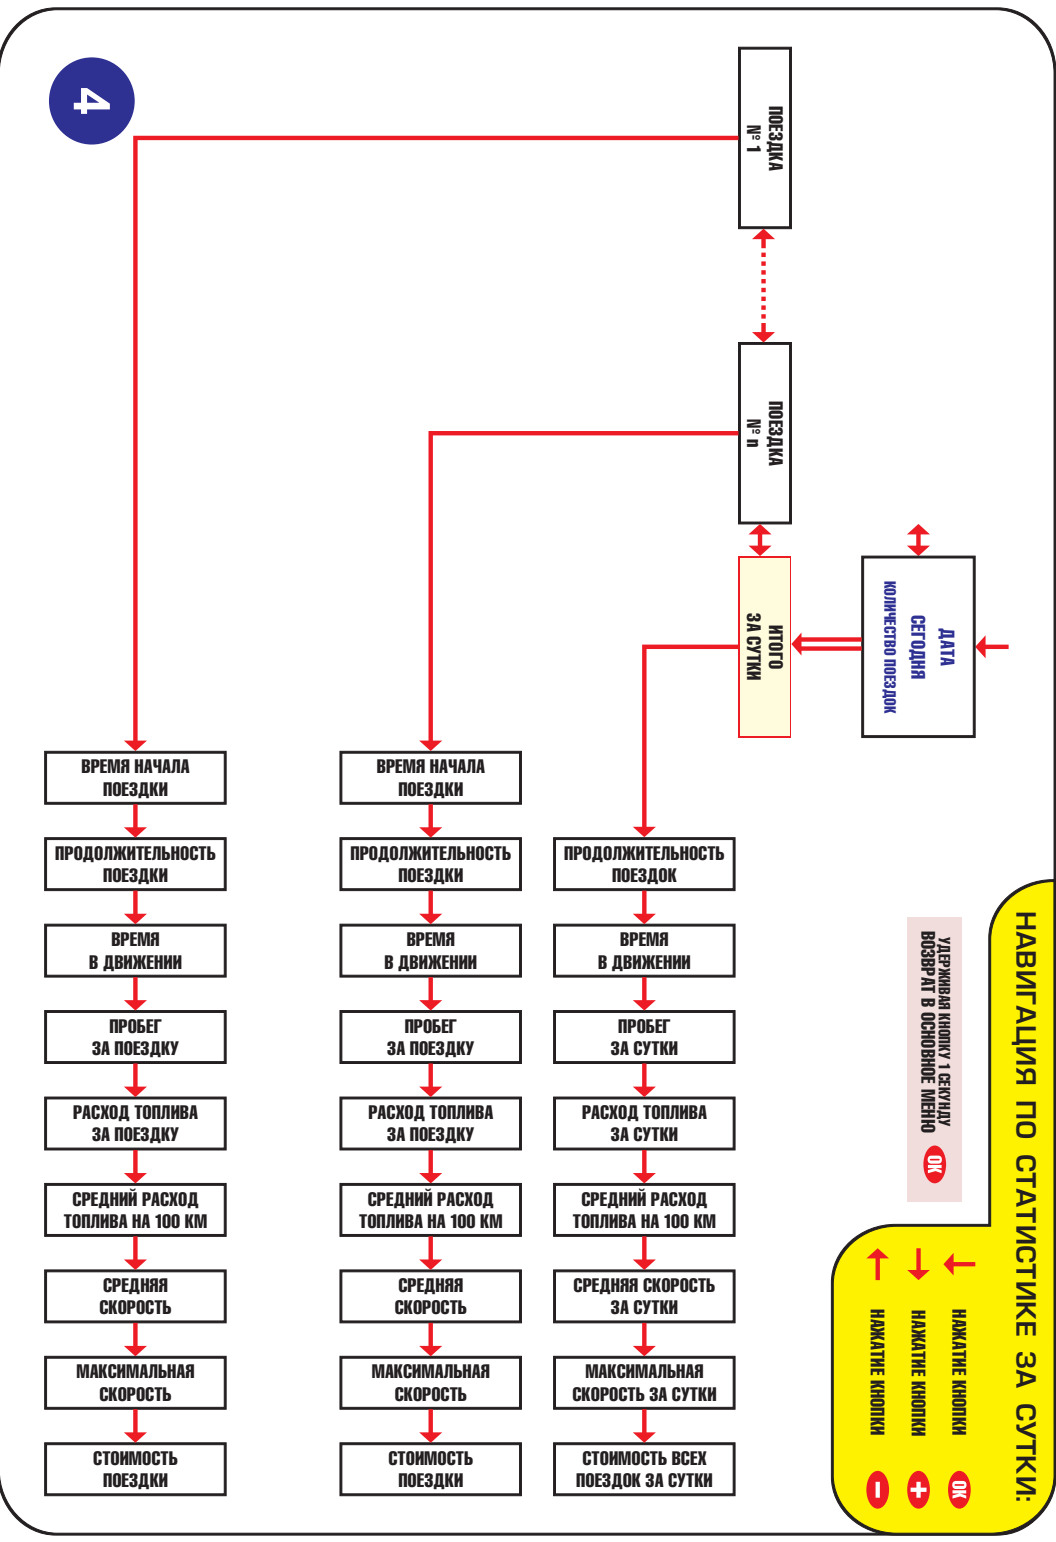 НАВИГАЦИЯ ПО СТАТИСТИКЕ ЗА СУТКИ:
УДЕРЖИВАЯ КНОПКУ 1 СЕКУНДУ
ВОЗВРАТ В ОСНОВНОЕ МЕНЮ
OK
НАЖАТИЕ КНОПКИ OK
НАЖАТИЕ КНОПКИ +
НАЖАТИЕ КНОПКИ −
ДАТА
СЕГОДНЯ
КОЛИЧЕСТВО ПОЕЗДОК
ПОЕЗДКА
№ 1
ПОЕЗДКА
№ n
ИТОГО
ЗА СУТКИ
ВРЕМЯ НАЧАЛА
ПОЕЗДКИ
ПРОДОЛЖИТЕЛЬНОСТЬ
ПОЕЗДКИ
ВРЕМЯ
В ДВИЖЕНИИ
ПРОБЕГ
ЗА ПОЕЗДКУ
РАСХОД ТОПЛИВА
ЗА ПОЕЗДКУ
СРЕДНИЙ РАСХОД
ТОПЛИВА НА 100 КМ
СРЕДНЯЯ
СКОРОСТЬ
МАКСИМАЛЬНАЯ
СКОРОСТЬ
СТОИМОСТЬ
ПОЕЗДКИ
ВРЕМЯ НАЧАЛА
ПОЕЗДКИ
ПРОДОЛЖИТЕЛЬНОСТЬ
ПОЕЗДКИ
ВРЕМЯ
В ДВИЖЕНИИ
ПРОБЕГ
ЗА ПОЕЗДКУ
РАСХОД ТОПЛИВА
ЗА ПОЕЗДКУ
СРЕДНИЙ РАСХОД
ТОПЛИВА НА 100 КМ
СРЕДНЯЯ
СКОРОСТЬ
МАКСИМАЛЬНАЯ
СКОРОСТЬ
СТОИМОСТЬ
ПОЕЗДКИ
ПРОДОЛЖИТЕЛЬНОСТЬ
ПОЕЗДОК
ВРЕМЯ
В ДВИЖЕНИИ
ПРОБЕГ
ЗА СУТКИ
РАСХОД ТОПЛИВА
ЗА СУТКИ
СРЕДНИЙ РАСХОД
ТОПЛИВА НА 100 КМ
СРЕДНЯЯ СКОРОСТЬ
ЗА СУТКИ
МАКСИМАЛЬНАЯ
СКОРОСТЬ ЗА СУТКИ
СТОИМОСТЬ ВСЕХ
ПОЕЗДОК ЗА СУТКИ
4